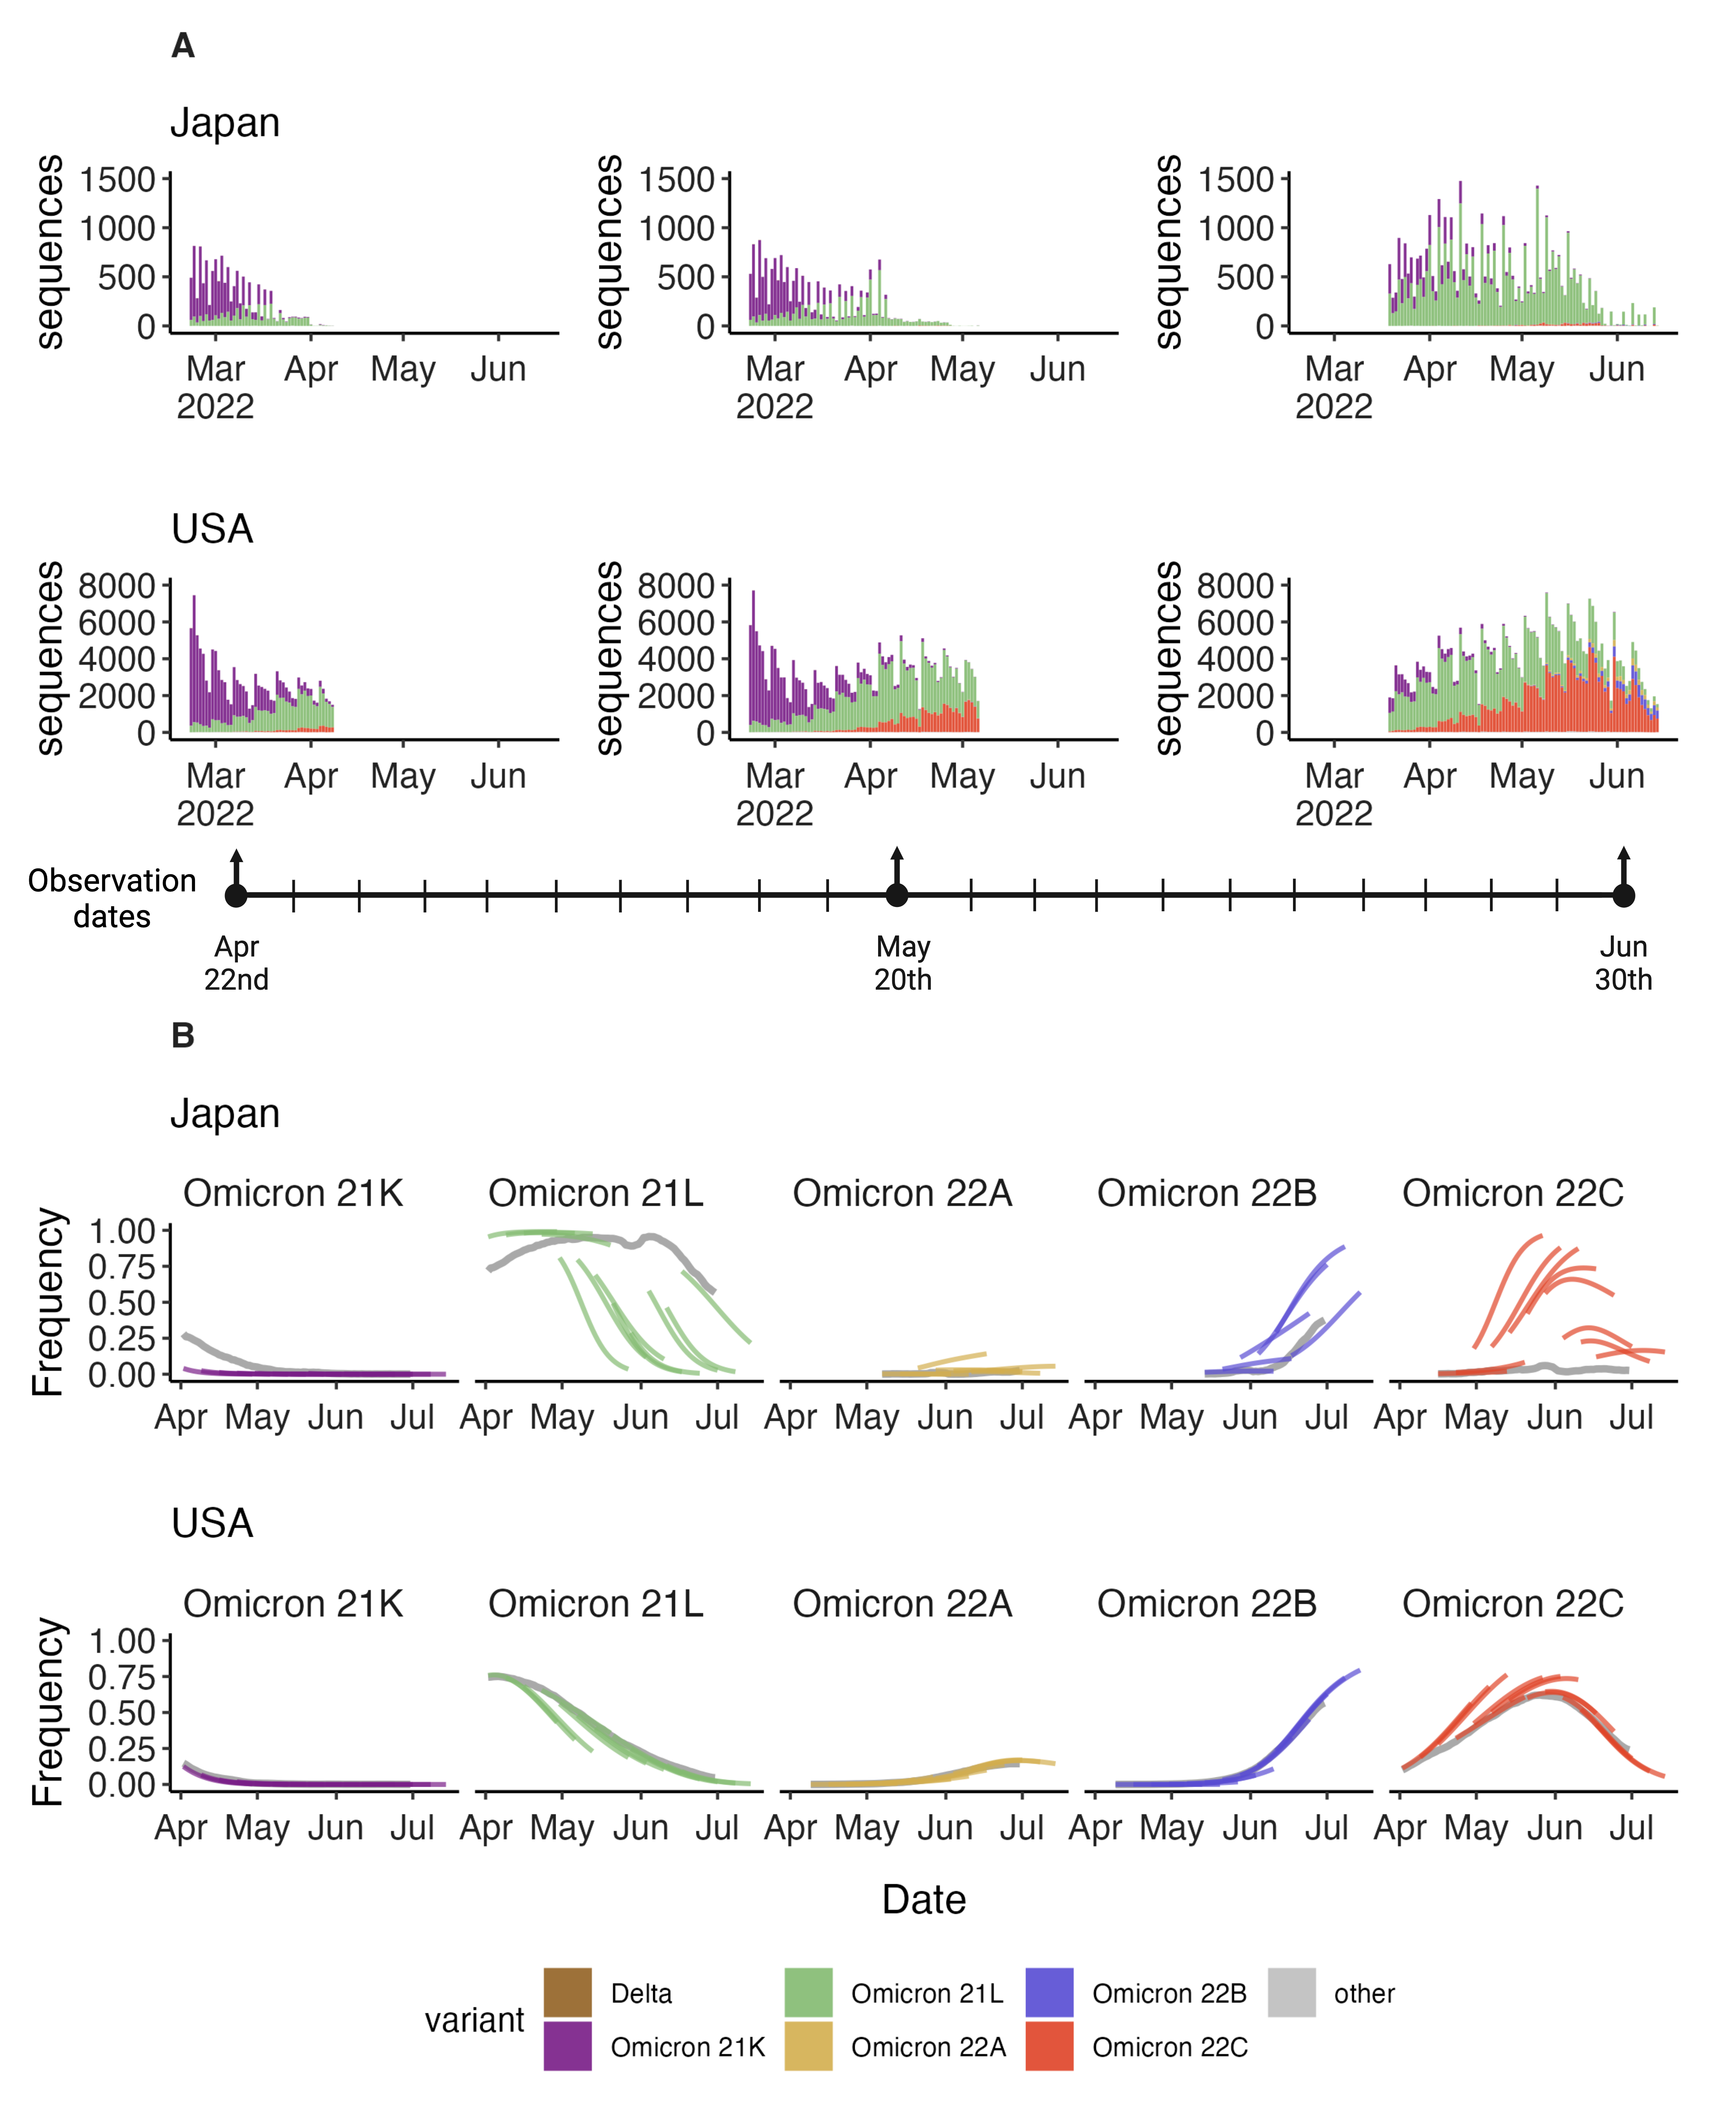 A
Japan
sequences
1500
1000
500
0
Mar
2022
Apr
May
Jun
sequences
1500
1000
500
0
Mar
2022
Apr
May
Jun
sequences
1500
1000
500
0
Mar
2022
Apr
May
Jun
USA
sequences
8000
6000
4000
2000
0
Mar
2022
Apr
May
Jun
sequences
8000
6000
4000
2000
0
Mar
2022
Apr
May
Jun
sequences
8000
6000
4000
2000
0
Mar
2022
Apr
May
Jun
Observation
dates
Apr
22nd
May
20th
Jun
30th
B
Japan
Omicron 21K
Omicron 21L
Omicron 22A
Omicron 22B
Omicron 22C
Frequency
1.00
0.75
0.50
0.25
0.00
Apr May Jun Jul
Apr May Jun Jul
Apr May Jun Jul
Apr May Jun Jul
Apr May Jun Jul
USA
Omicron 21K
Omicron 21L
Omicron 22A
Omicron 22B
Omicron 22C
Frequency
1.00
0.75
0.50
0.25
0.00
Apr May Jun Jul
Apr May Jun Jul
Apr May Jun Jul
Apr May Jun Jul
Apr May Jun Jul
Date
variant
Delta
Omicron 21K
Omicron 21L
Omicron 22A
Omicron 22B
Omicron 22C
other